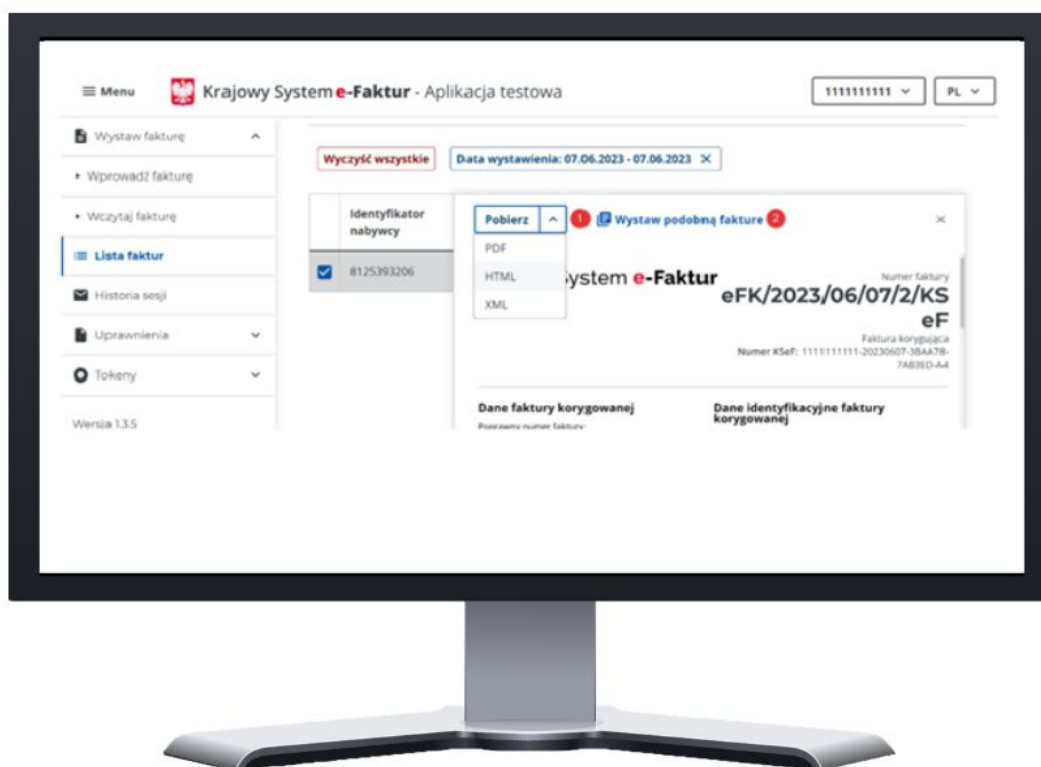 Menu
Krajowy System e-Faktur - Aplikacja testowa
1111111111
PL
Wystaw fakturę
Wprowadź fakturę
Wczytaj fakturę
Lista faktur
Historia sesji
Uprawnienia
Tokeny
Wersja 1.3.5
Wyczyść wszystkie
Data wystawienia: 07.06.2023 - 07.06.2023
Identyfikator
nabywcy
8125393206
Pobierz
1
Wystaw podobną fakture
2
PDF
HTML
XML
ystem e-Faktur
Numer faktury
eFK/2023/06/07/2/KS
eF
Faktura korygująca
Numer KSeF: 1111111111-20230607-3BAA7B-
7AB3ED-A4
Dane faktury korygowanej
Poprawny numer faktury:
Dane identyfikacyjne faktury
korygowanej